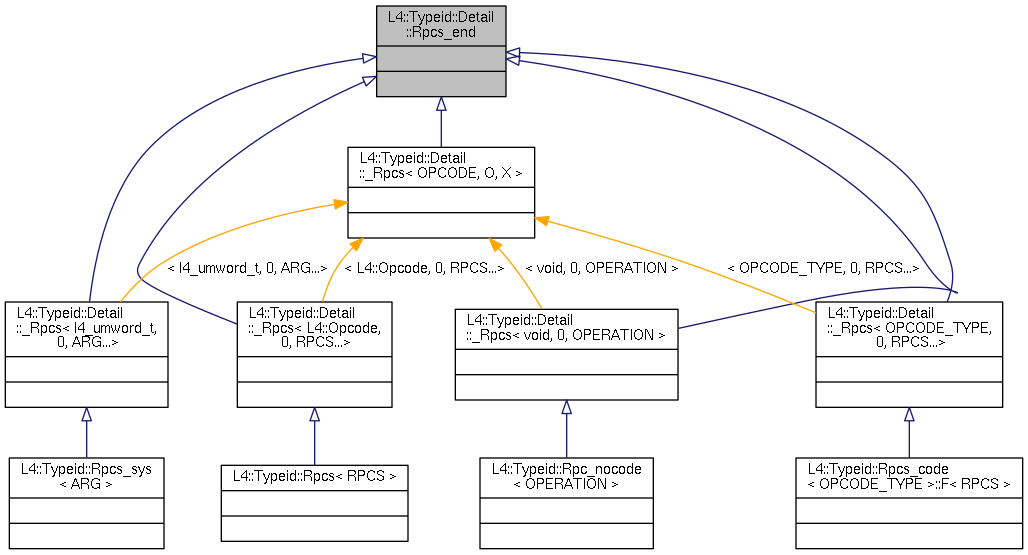 L4::Typeid::Detail
::Rpcs_end
L4::Typeid::Detail
::_Rpcs< OPCODE, O, X >
< l4_umword_t, 0, ARG...>
< L4::Opcode, 0, RPCS...>
< void, 0, OPERATION >
< OPCODE_TYPE, 0, RPCS...>
L4::Typeid::Detail
::_Rpcs< l4_umword_t,
0, ARG...>
L4::Typeid::Detail
::_Rpcs< L4::Opcode,
0, RPCS...>
L4::Typeid::Detail
::_Rpcs< void, 0, OPERATION >
L4::Typeid::Detail
::_Rpcs< OPCODE_TYPE,
0, RPCS...>
L4::Typeid::Rpcs_sys
< ARG >
L4::Typeid::Rpcs< RPCS >
L4::Typeid::Rpc_nocode
< OPERATION >
L4::Typeid::Rpcs_code
< OPCODE_TYPE >::F< RPCS >